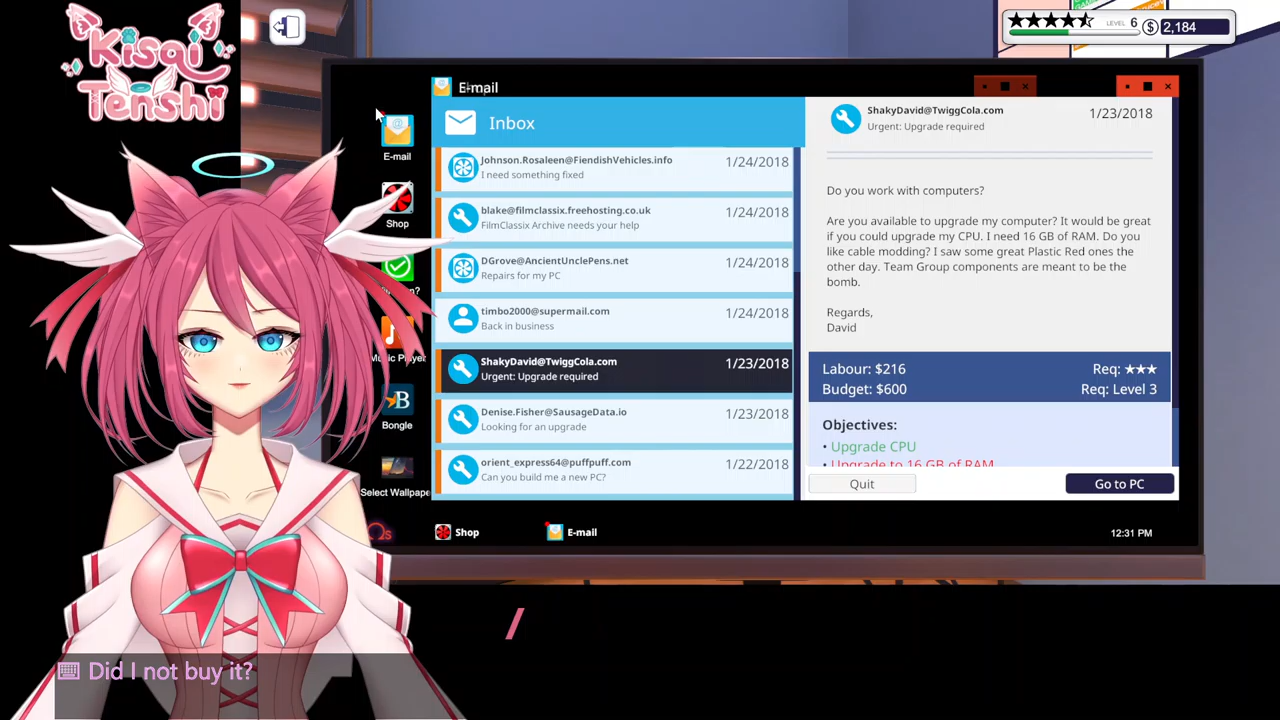 Kisai
Tenshi
LEVEL 6
$ 2,184
E-mail
Inbox
Johnson.Rosaleen@FiendishVehicles.info
1/24/2018
I need something fixed
blake@filmclassix.freehosting.co.uk
1/24/2018
FilmClassix Archive needs your help
DGrove@AncientUnclePens.net
1/24/2018
Repairs for my PC
timbo2000@supermail.com
1/24/2018
Back in business
ShakyDavid@TwiggCola.com
1/23/2018
Urgent: Upgrade required
Denise.Fisher@SausageData.io
1/23/2018
Looking for an upgrade
orient_express64@puffpuff.com
1/22/2018
Can you build me a new PC?
ShakyDavid@TwiggCola.com
1/23/2018
Urgent: Upgrade required
Do you work with computers?
Are you available to upgrade my computer? It would be great
if you could upgrade my CPU. I need 16 GB of RAM. Do you
like cable modding? I saw some great Plastic Red ones the
other day. Team Group components are meant to be the
bomb.
Regards,
David
Labour: $216
Req: ★★★
Budget: $600
Req: Level 3
Objectives:
• Upgrade CPU
• Upgrade to 16 GB of RAM
Quit
Go to PC
E-mail
Shop
Music Player
Bongle
Select Wallpape
Shop
E-mail
12:31 PM
Did I not buy it?